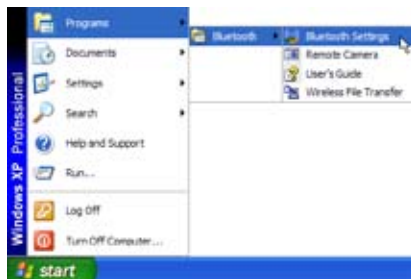 Programs
Documents
Settings
Search
Help and Support
Run...
Log Off
Turn Off Computer...
Bluetooth
Bluetooth Settings
Remote Camera
User's Guide
Wireless File Transfer
Windows XP Professional
start